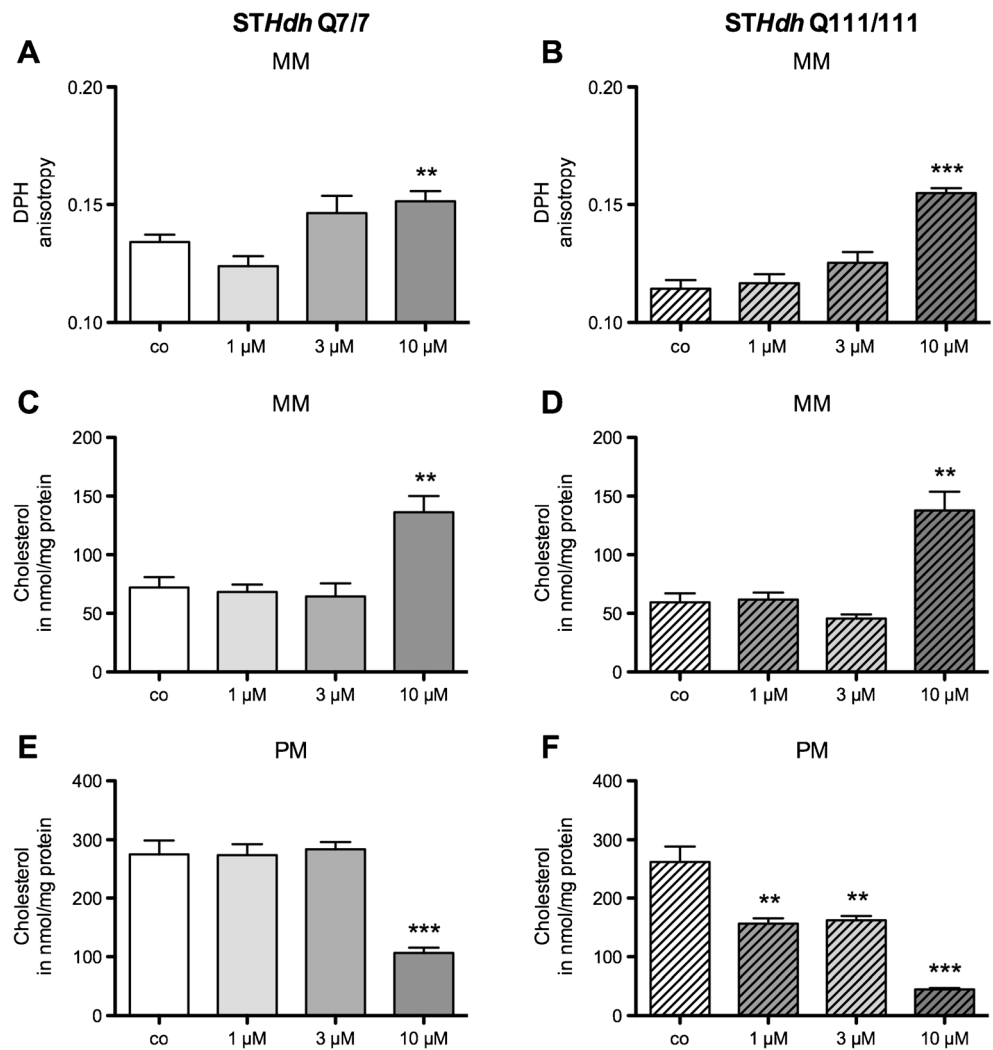 STHdh Q7/7
STHdh Q111/111
A
MM
DPH
anisotropy
0.20
0.15
0.10
**
co
1 µM
3 µM
10 µM
B
MM
DPH
anisotropy
0.20
0.15
0.10
***
co
1 µM
3 µM
10 µM
C
MM
Cholesterol
in nmol/mg protein
200
150
100
50
0
**
co
1 µM
3 µM
10 µM
D
MM
Cholesterol
in nmol/mg protein
200
150
100
50
0
**
co
1 µM
3 µM
10 µM
E
PM
Cholesterol
in nmol/mg protein
400
300
200
100
0
***
co
1 µM
3 µM
10 µM
F
PM
Cholesterol
in nmol/mg protein
400
300
200
100
0
**
**
***
co
1 µM
3 µM
10 µM